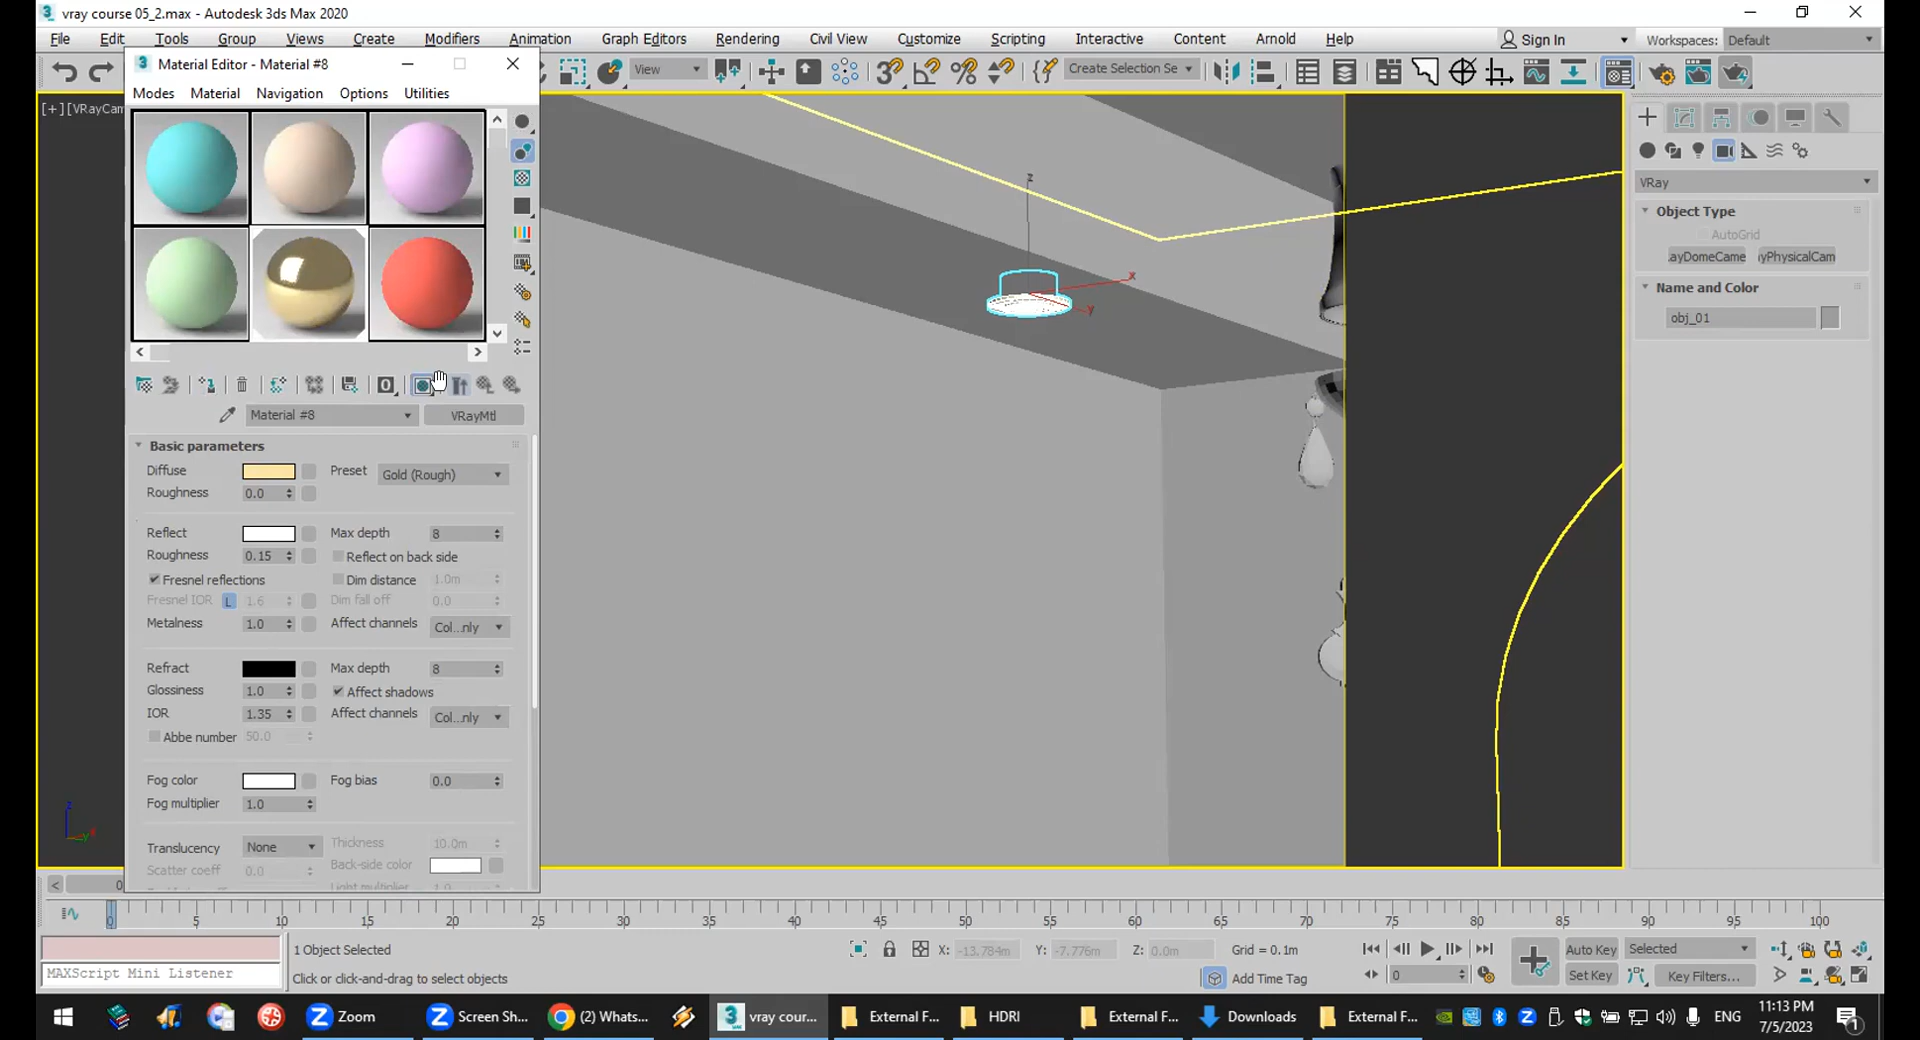 vray course 05_2.max - Autodesk 3ds Max 2020
File Edit Tools Group Views Create Modifiers Animation Graph Editors Rendering Civil View Customize Scripting Interactive Content Arnold Help Sign In Workspaces: Default
Material Editor - Material #8
View Create Selection Se
Modes Material Navigation Options Utilities
[+][VRayCam
VRay
Object Type
AutoGrid
.ayDomeCame yPhysicalCam
Name and Color
obj_01
z
x
y
Material #8 VRayMtl
Basic parameters
Diffuse Preset Gold (Rough)
Roughness 0.0
Reflect Max depth 8
Roughness 0.15 Reflect on back side
Fresnel reflections Dim distance 1.0m
Fresnel IOR L 1.6 Dim fall off 0.0
Metalness 1.0 Affect channels Col...nly
Refract Max depth 8
Glossiness 1.0 Affect shadows
IOR 1.35 Affect channels Col...nly
Abbe number 50.0
Fog color Fog bias 0.0
Fog multiplier 1.0
Translucency None Thickness 10.0m
Scatter coeff 0.0 Back-side color
Light multiplier 1.0
0 5 10 15 20 25 30 35 40 45 50 55 60 65 70 75 80 85 90 95 100
1 Object Selected X: -13.784m Y: -7.776m Z: 0.0m Grid = 0.1m Auto Key Selected
MAXScript Mini Listener Click or click-and-drag to select objects Add Time Tag 0 Set Key Key Filters...
Zoom Screen Sh... (2) Whats... vray cour... External F... HDRI External F... Downloads External F... ENG 11:13 PM
7/5/2023
1